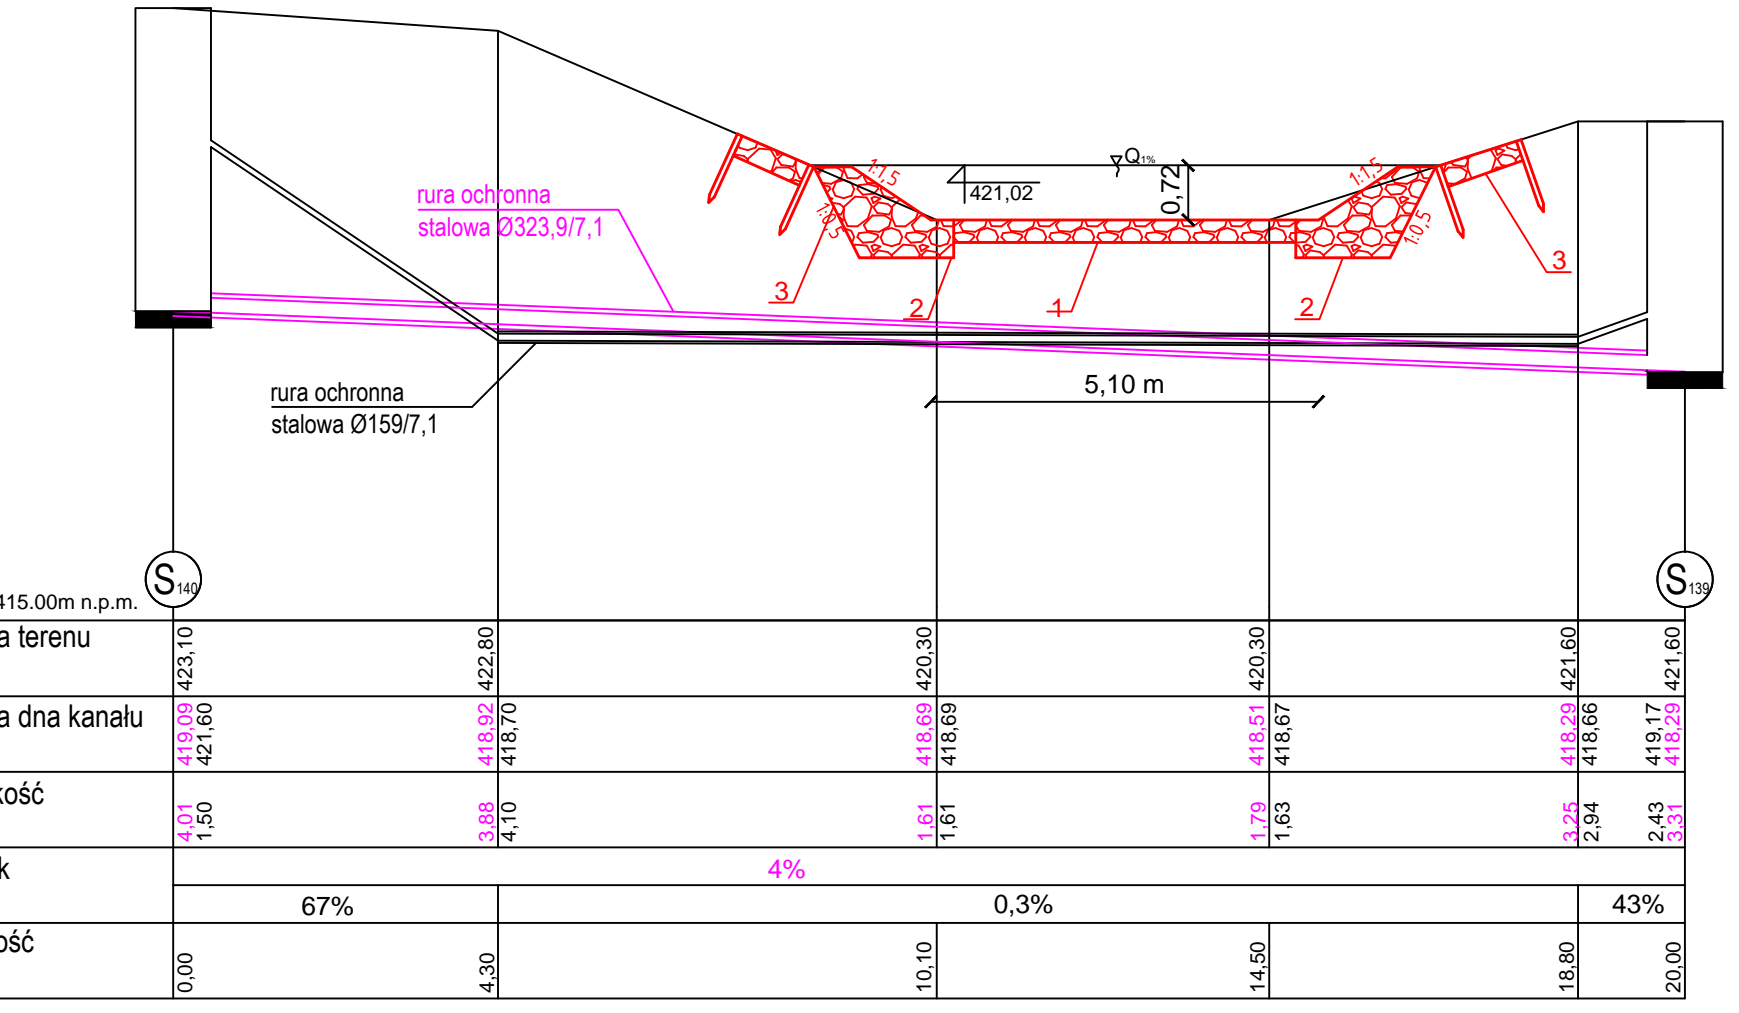 Q1%
421,02
0,72
1:1,5
1:1,5
1:0,5
1:0,5
rura ochronna
stalowa Ø323,9/7,1
3
2
1
2
3
rura ochronna
stalowa Ø159/7,1
5,10 m
S140
S139
415.00m n.p.m.
a terenu
423,10 422,80 420,30 420,30 421,60 421,60
a dna kanału
419,09 421,60 418,92 418,70 418,69 418,69 418,51 418,67 418,29 418,66 419,17 418,29
kość
4,01 1,50 3,88 4,10 1,61 1,61 1,79 1,63 3,25 2,94 2,43 3,31
k
4%
67% 0,3% 43%
ość
0,00 4,30 10,10 14,50 18,80 20,00